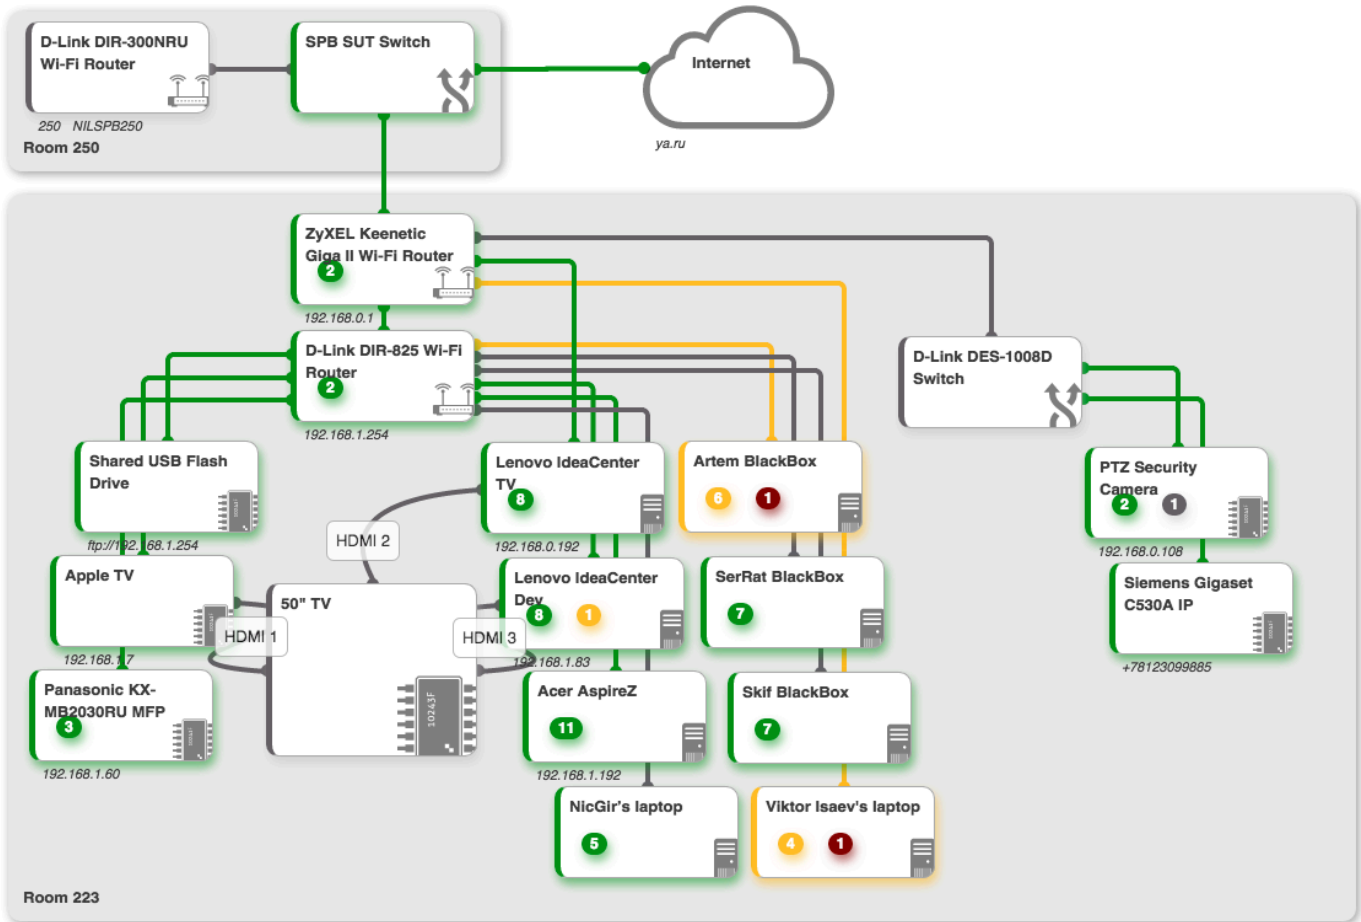 D-Link DIR-300NRU
Wi-Fi Router
250 NILSPB250
Room 250
SPB SUT Switch
Internet
ya.ru
ZyXEL Keenetic
Giga II Wi-Fi Router
2
192.168.0.1
D-Link DIR-825 Wi-Fi
Router
2
192.168.1.254
D-Link DES-1008D
Switch
Shared USB Flash
Drive
ftp://192.168.1.254
Lenovo IdeaCenter
TV
8
192.168.0.192
Artem BlackBox
6 1
PTZ Security
Camera
2 1
192.168.0.108
HDMI 2
Apple TV
192.168.1.7
HDMI 1
50" TV
10243F
HDMI 3
Lenovo IdeaCenter
Dev
8 1
192.168.1.83
SerRat BlackBox
7
Siemens Gigaset
C530A IP
+78123099885
Panasonic KX-
MB2030RU MFP
3
192.168.1.60
Acer AspireZ
11
192.168.1.192
Skif BlackBox
7
NicGir's laptop
5
Viktor Isaev's laptop
4 1
Room 223